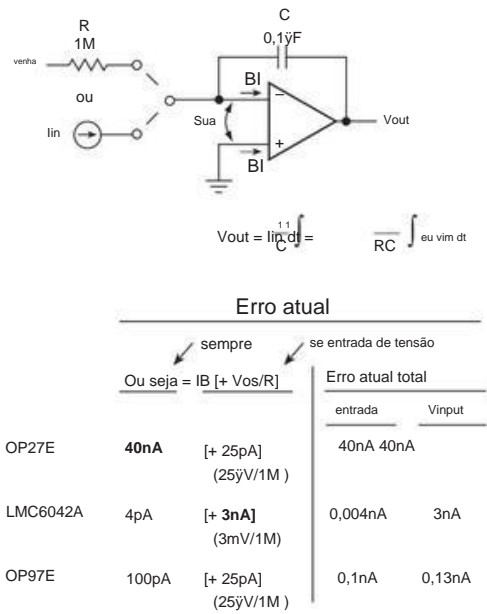 C
R
1M
0,1ÿF
venha
BI
ou
Sua
Vout
Iin
BI
Vout = Iin dt =
1 1
C
∫
RC
∫ eu vim dt
Erro atual
sempre
se entrada de tensão
Ou seja = IB [+ Vos/R]
Erro atual total
entrada Vinput
OP27E 40nA [+ 25pA] 40nA 40nA
(25ÿV/1M )
LMC6042A 4pA [+ 3nA] 0,004nA 3nA
(3mV/1M)
OP97E 100pA [+ 25pA] 0,1nA 0,13nA
(25ÿV/1M )